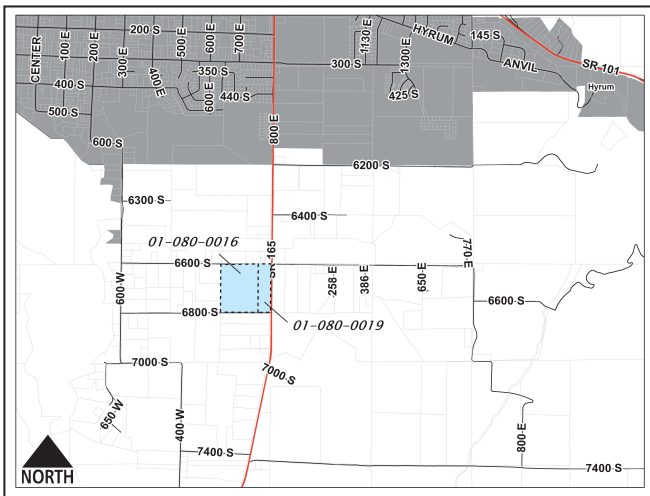 200 S
CENTER
100 E
200 E
300 E
400 E
500 E
600 E
700 E
350 S
600 E
400 S
440 S
500 S
600 S
800 E
300 S
1130 E
1300 E
425 S
HYRUM
ANVIL
145 S
SR 101
Hyrum
6200 S
6300 S
6400 S
01-080-0016
6600 S
SR 165
600 W
258 E
386 E
650 E
770 E
6600 S
6800 S
01-080-0019
7000 S
7000 S
650 W
400 W
7400 S
800 E
7400 S
NORTH